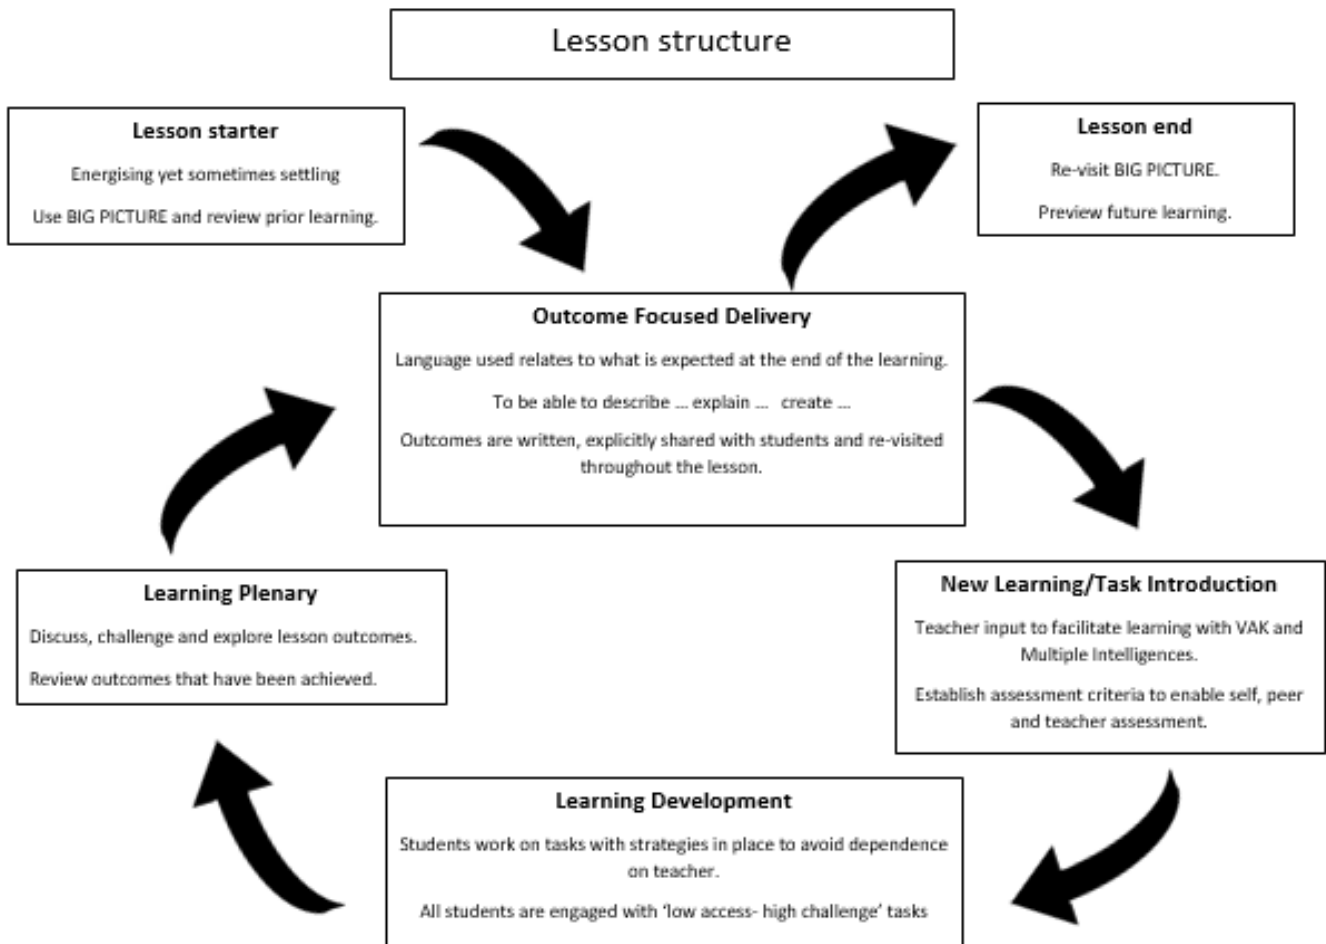 Lesson structure
Lesson starter
Energising yet sometimes settling
Use BIG PICTURE and review prior learning.
Lesson end
Re-visit BIG PICTURE.
Preview future learning.
Outcome Focused Delivery
Language used relates to what is expected at the end of the learning.
To be able to describe ... explain ... create ...
Outcomes are written, explicitly shared with students and re-visited
throughout the lesson.
New Learning/Task Introduction
Teacher input to facilitate learning with VAK and
Multiple Intelligences.
Establish assessment criteria to enable self, peer
and teacher assessment.
Learning Development
Students work on tasks with strategies in place to avoid dependence
on teacher.
All students are engaged with ‘low access- high challenge’ tasks
Learning Plenary
Discuss, challenge and explore lesson outcomes.
Review outcomes that have been achieved.